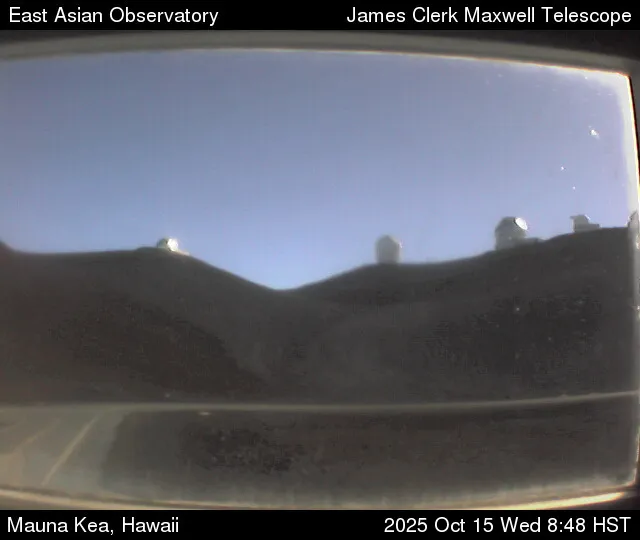 East Asian Observatory
James Clerk Maxwell Telescope
Mauna Kea, Hawaii
2025 Oct 15 Wed 8:48 HST